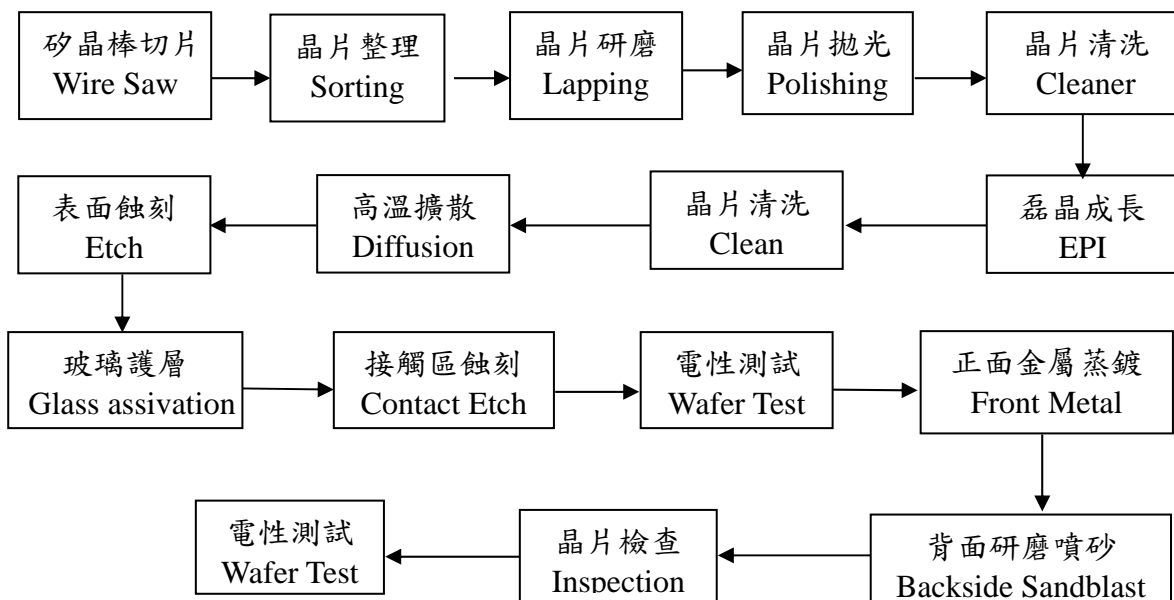 矽晶棒切片
Wire Saw
晶片整理
Sorting
晶片研磨
Lapping
晶片拋光
Polishing
晶片清洗
Cleaner
磊晶成長
EPI
晶片清洗
Clean
高溫擴散
Diffusion
表面蝕刻
Etch
玻璃護層
Glass assivation
接觸區蝕刻
Contact Etch
電性測試
Wafer Test
正面金屬蒸鍍
Front Metal
背面研磨噴砂
Backside Sandblast
晶片檢查
Inspection
電性測試
Wafer Test